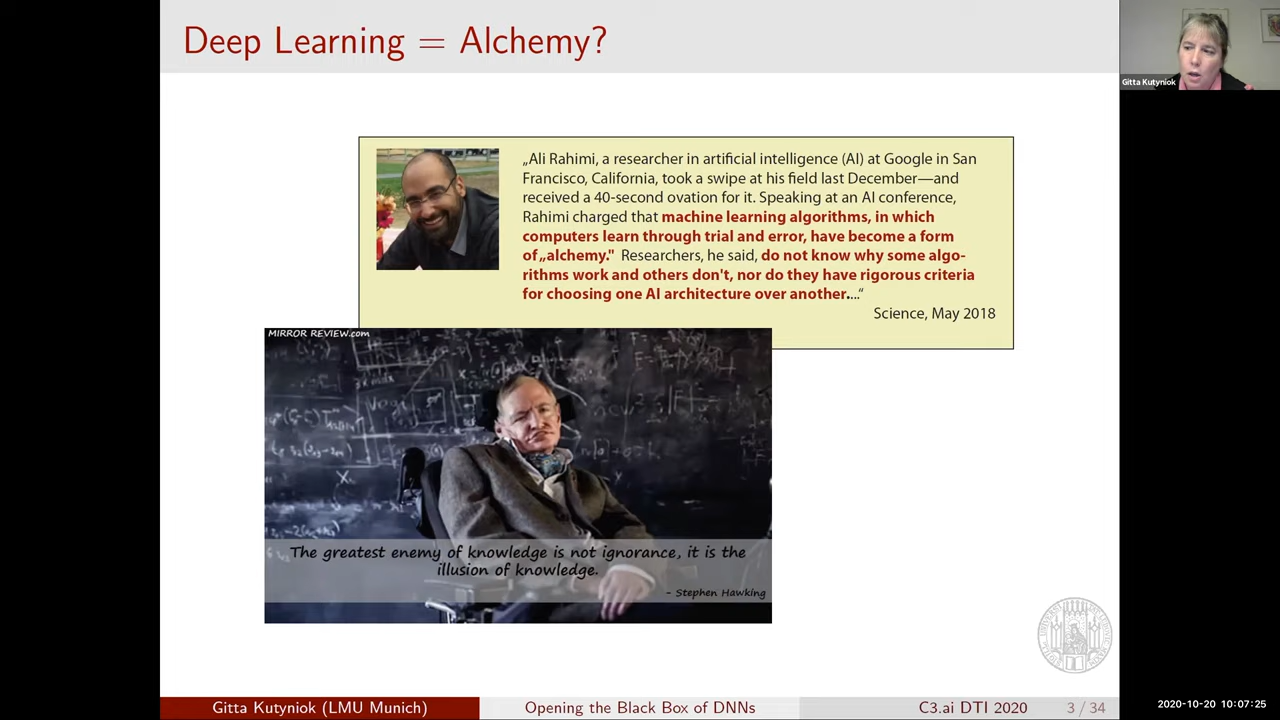 Deep Learning = Alchemy?
Gitta Kutyniok
„Ali Rahimi, a researcher in artificial intelligence (AI) at Google in San
Francisco, California, took a swipe at his field last December—and
received a 40-second ovation for it. Speaking at an AI conference,
Rahimi charged that machine learning algorithms, in which
computers learn through trial and error, have become a form
of „alchemy." Researchers, he said, do not know why some algo-
rithms work and others don't, nor do they have rigorous criteria
for choosing one AI architecture over another....“
Science, May 2018
MIRROR REVIEW.com
The greatest enemy of knowledge is not ignorance, it is the
illusion of knowledge.
- Stephen Hawking
Gitta Kutyniok (LMU Munich)
Opening the Black Box of DNNs
C3.ai DTI 2020
3 / 34
2020-10-20 10:07:25